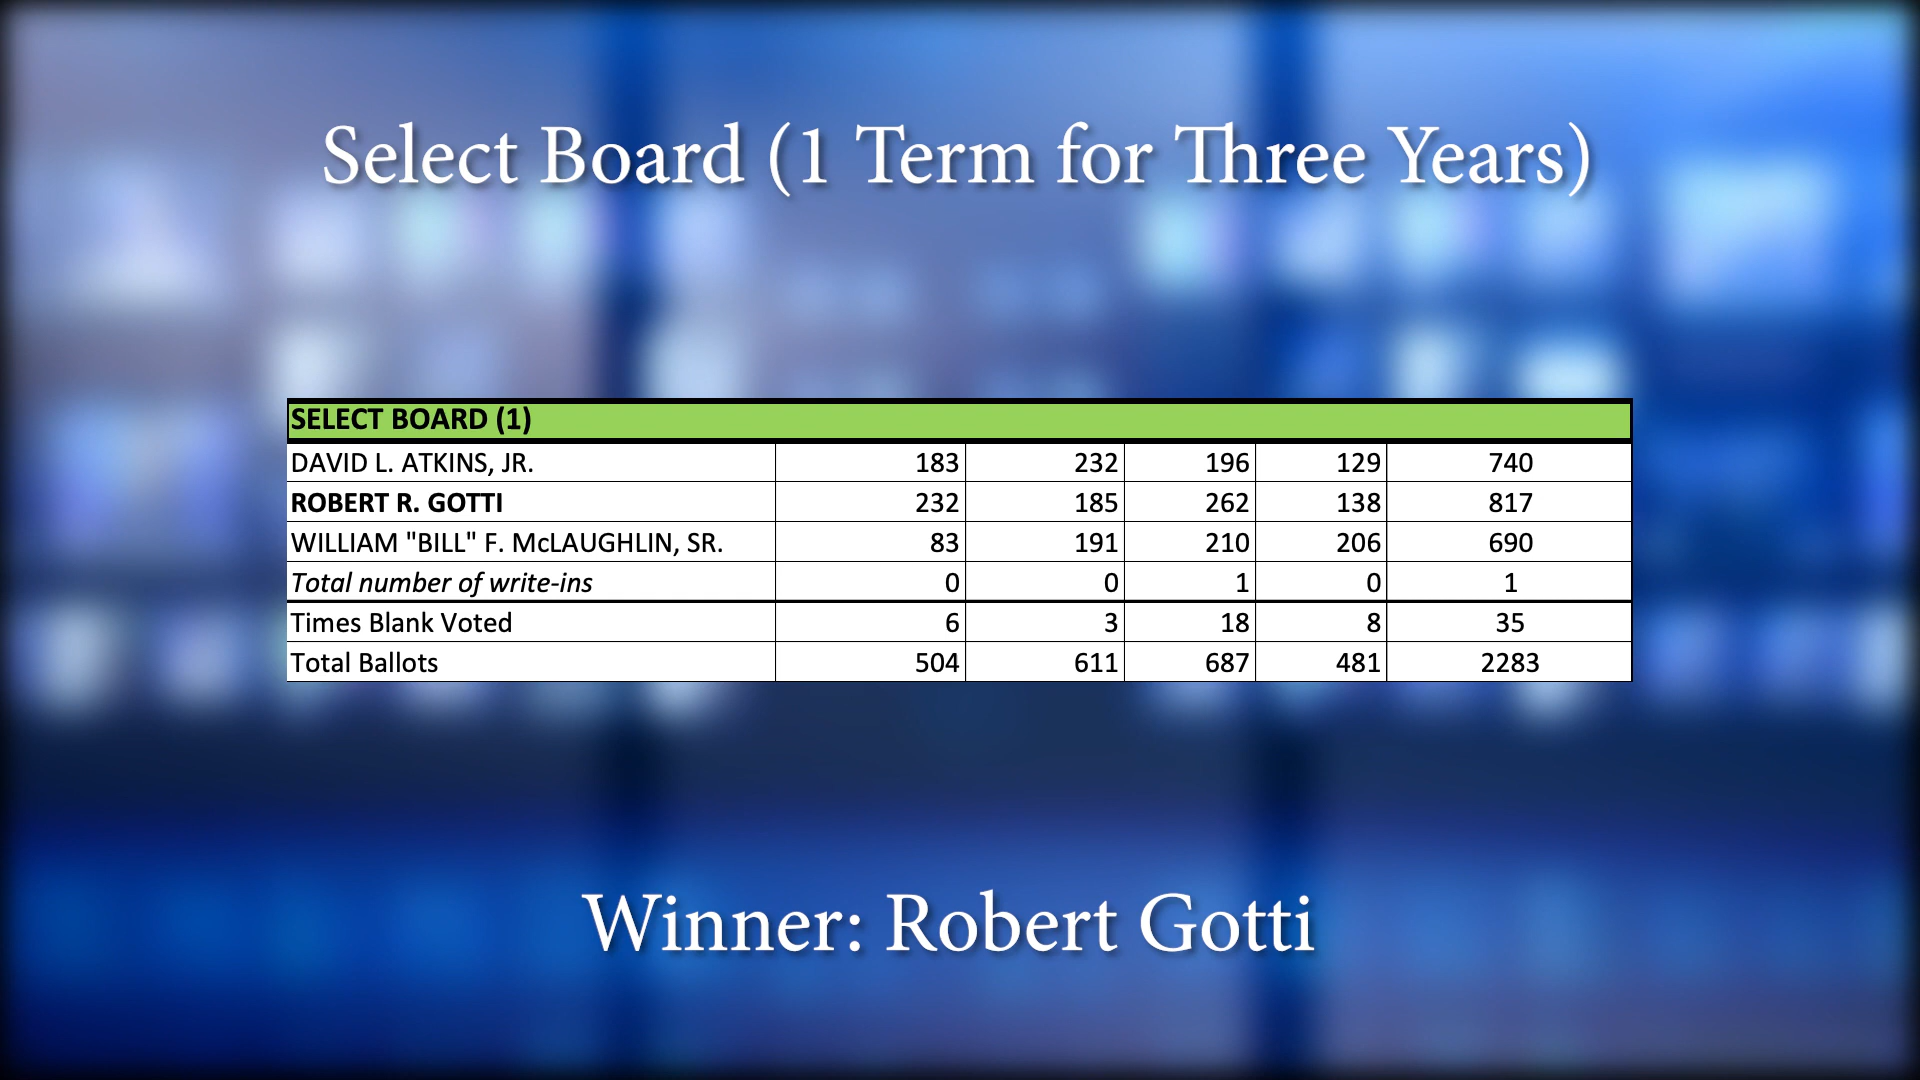 Select Board (1 Term for Three Years)
SELECT BOARD (1)
DAVID L. ATKINS, JR. 183 232 196 129 740
ROBERT R. GOTTI 232 185 262 138 817
WILLIAM "BILL" F. McLAUGHLIN, SR. 83 191 210 206 690
Total number of write-ins 0 0 1 0 1
Times Blank Voted 6 3 18 8 35
Total Ballots 504 611 687 481 2283
Winner: Robert Gotti